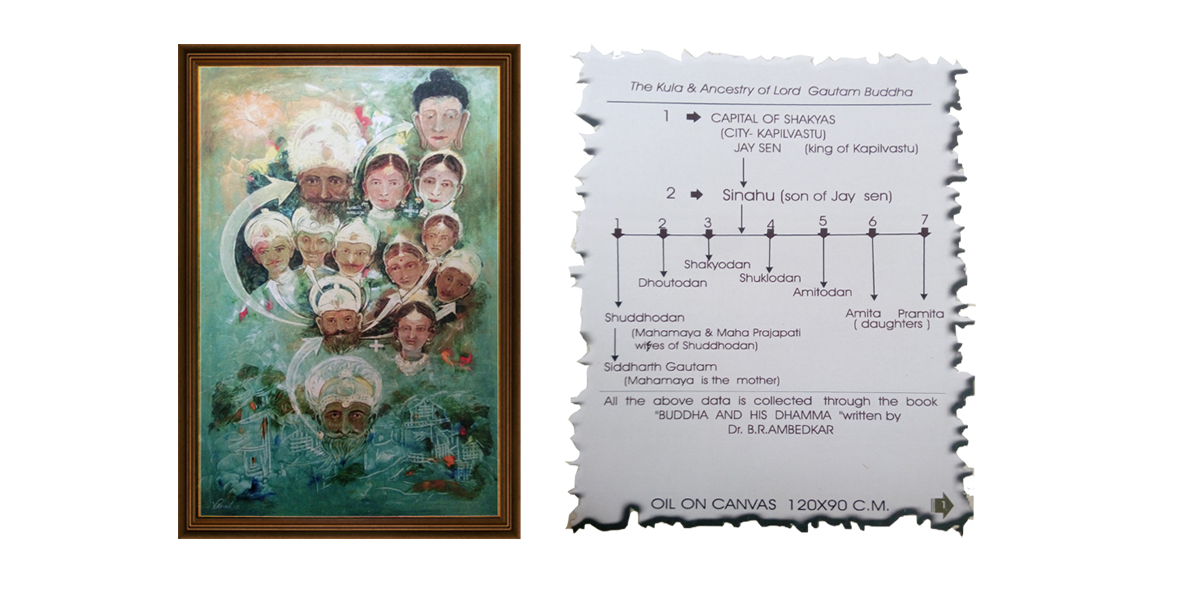 The Kula & Ancestry of Lord Gautam Buddha
1 ➡ CAPITAL OF SHAKYAS
(CITY- KAPILVASTU)
JAY SEN (king of Kapilvastu)
2 ➡ Sinahu (son of Jay sen)
1 2 3 4 5 6 7
Shakyodan
Dhoutodan Shuklodan
Amitodan
Amita Pramita
( daughters )
Shuddhodan
(Mahamaya & Maha Prajapati
wifes of Shuddhodan)
Siddharth Gautam
(Mahamaya is the mother)
All the above data is collected through the book
"BUDDHA AND HIS DHAMMA "written by
Dr. B.R.AMBEDKAR
OIL ON CANVAS 120X90 C.M.
1